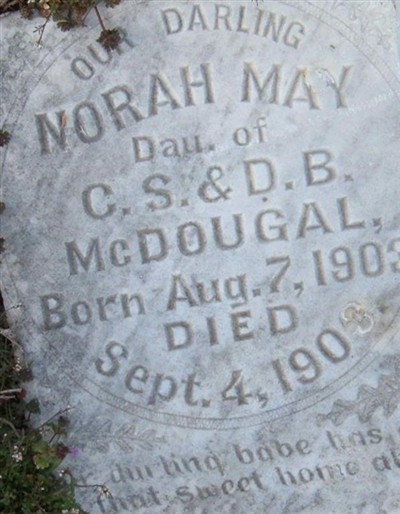 OUR DARLING
NORAH MAY
Dau. of
C. S. & D. B.
McDOUGAL,
Born Aug. 7, 1903
DIED
Sept. 4, 190
darling babe has
that sweet home